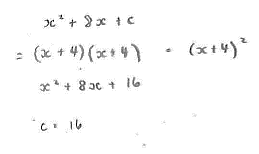 x² + 8x + c
= (x + 4)(x + 4) = (x + 4)²
x² + 8x + 16
c = 16